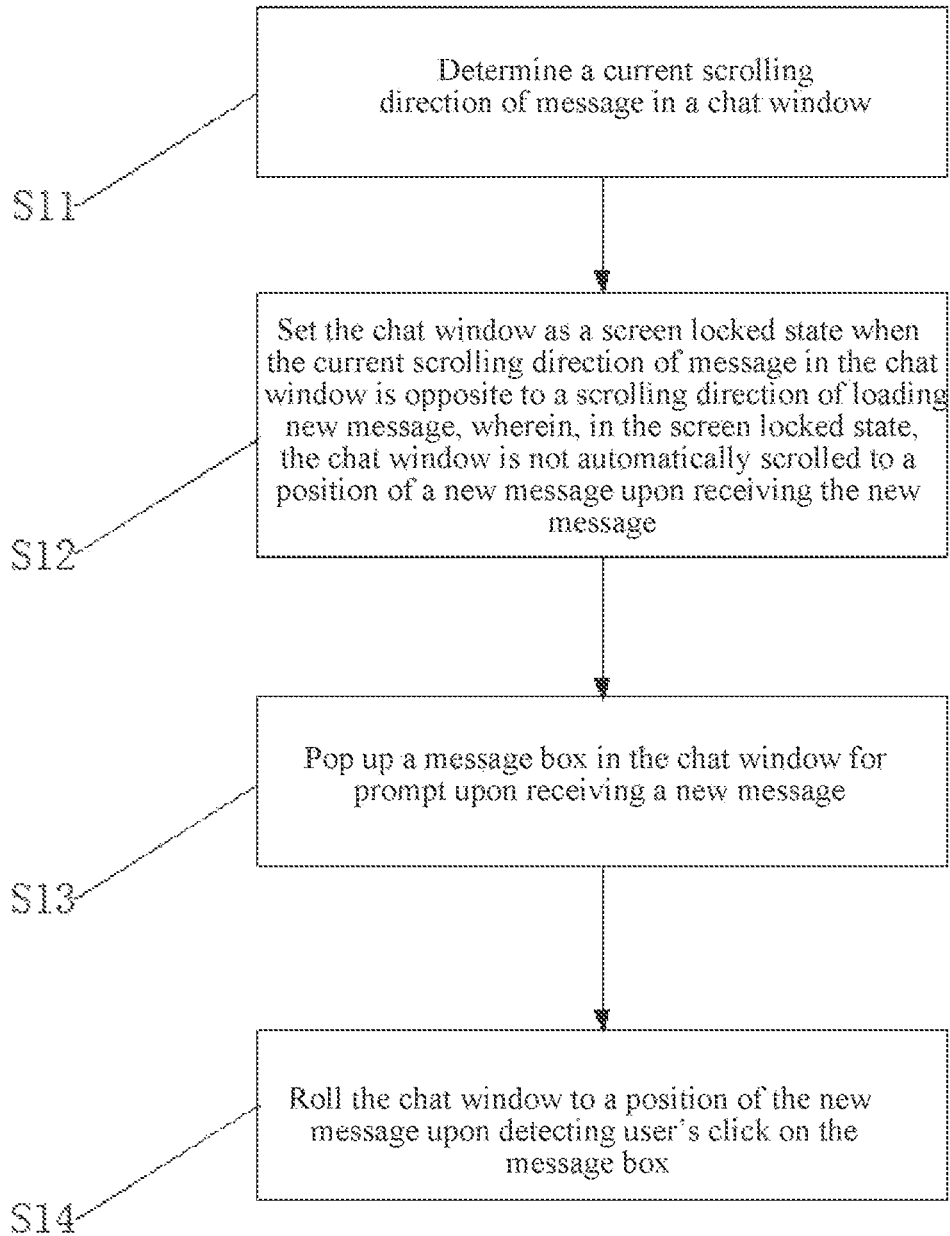 Determine a current scrolling
direction of message in a chat window
S11
Set the chat window as a screen locked state when
the current scrolling direction of message in the chat
window is opposite to a scrolling direction of loading
new message, wherein, in the screen locked state,
the chat window is not automatically scrolled to a
position of a new message upon receiving the new
message
S12
Pop up a message box in the chat window for
prompt upon receiving a new message
S13
Roll the chat window to a position of the new
message upon detecting user's click on the
message box
S14